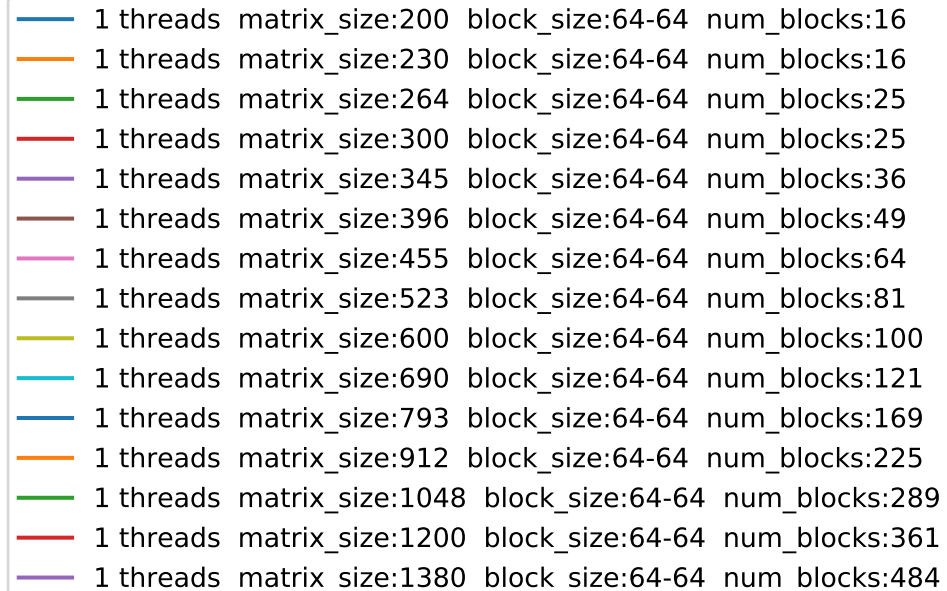 1 threads  matrix_size:200  block_size:64-64  num_blocks:16
1 threads  matrix_size:230  block_size:64-64  num_blocks:16
1 threads  matrix_size:264  block_size:64-64  num_blocks:25
1 threads  matrix_size:300  block_size:64-64  num_blocks:25
1 threads  matrix_size:345  block_size:64-64  num_blocks:36
1 threads  matrix_size:396  block_size:64-64  num_blocks:49
1 threads  matrix_size:455  block_size:64-64  num_blocks:64
1 threads  matrix_size:523  block_size:64-64  num_blocks:81
1 threads  matrix_size:600  block_size:64-64  num_blocks:100
1 threads  matrix_size:690  block_size:64-64  num_blocks:121
1 threads  matrix_size:793  block_size:64-64  num_blocks:169
1 threads  matrix_size:912  block_size:64-64  num_blocks:225
1 threads  matrix_size:1048  block_size:64-64  num_blocks:289
1 threads  matrix_size:1200  block_size:64-64  num_blocks:361
1 threads  matrix_size:1380  block_size:64-64  num_blocks:484